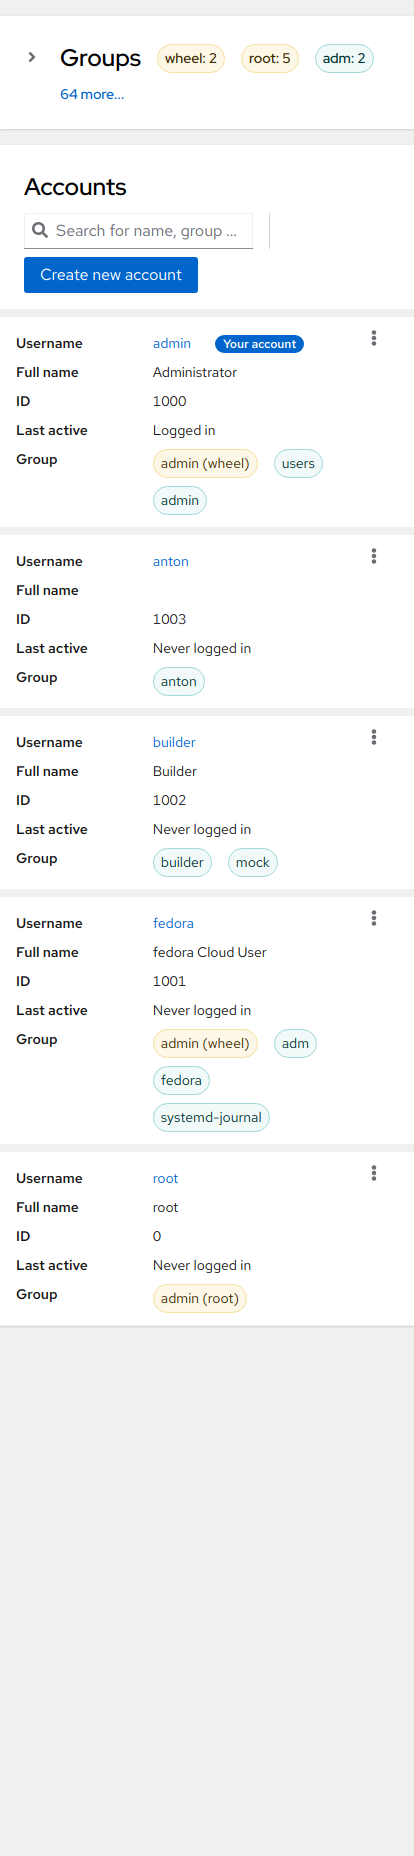 Groups wheel: 2 root: 5 adm: 2
64 more...
Accounts
Search for name, group ...
Create new account
Username admin Your account
Full name Administrator
ID 1000
Last active Logged in
Group admin (wheel) users
admin
Username anton
Full name
ID 1003
Last active Never logged in
Group anton
Username builder
Full name Builder
ID 1002
Last active Never logged in
Group builder mock
Username fedora
Full name fedora Cloud User
ID 1001
Last active Never logged in
Group admin (wheel) adm
fedora
systemd-journal
Username root
Full name root
ID 0
Last active Never logged in
Group admin (root)